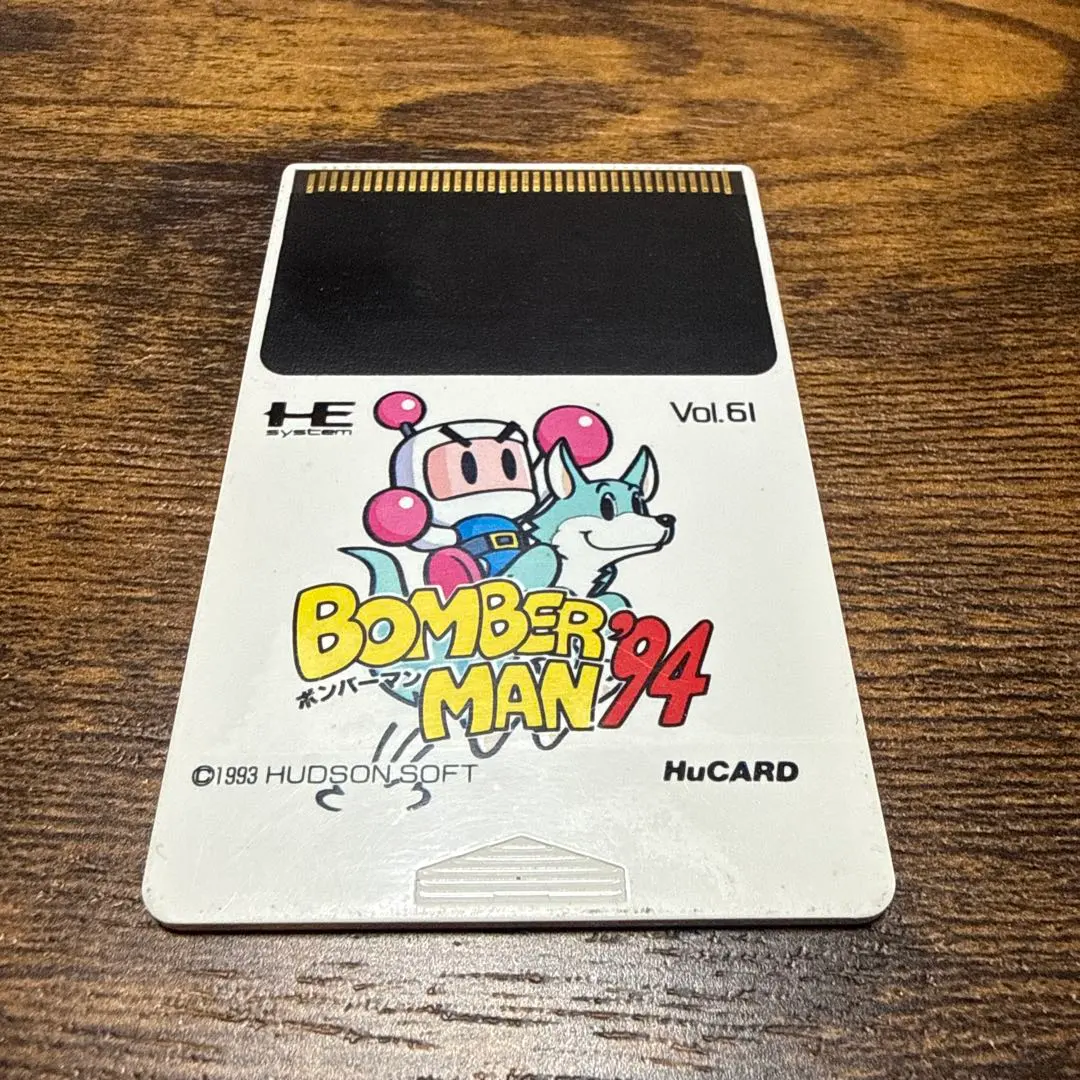 HE
system
Vol.61
BOMBER
MAN '94
ボンバーマン
©1993 HUDSON SOFT
HuCARD